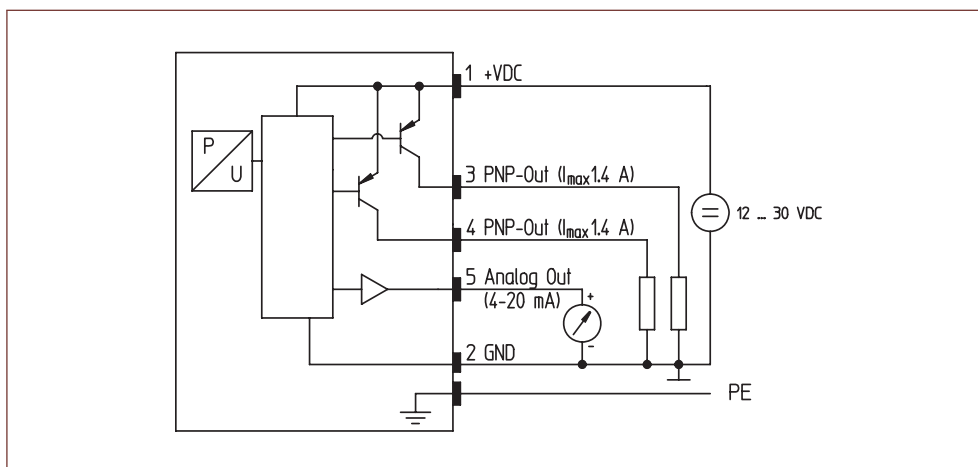 1 +VDC
P
U
3 PNP-Out (Imax1.4 A)
12 ... 30 VDC
4 PNP-Out (Imax1.4 A)
5 Analog Out
(4-20 mA)
+
-
2 GND
PE